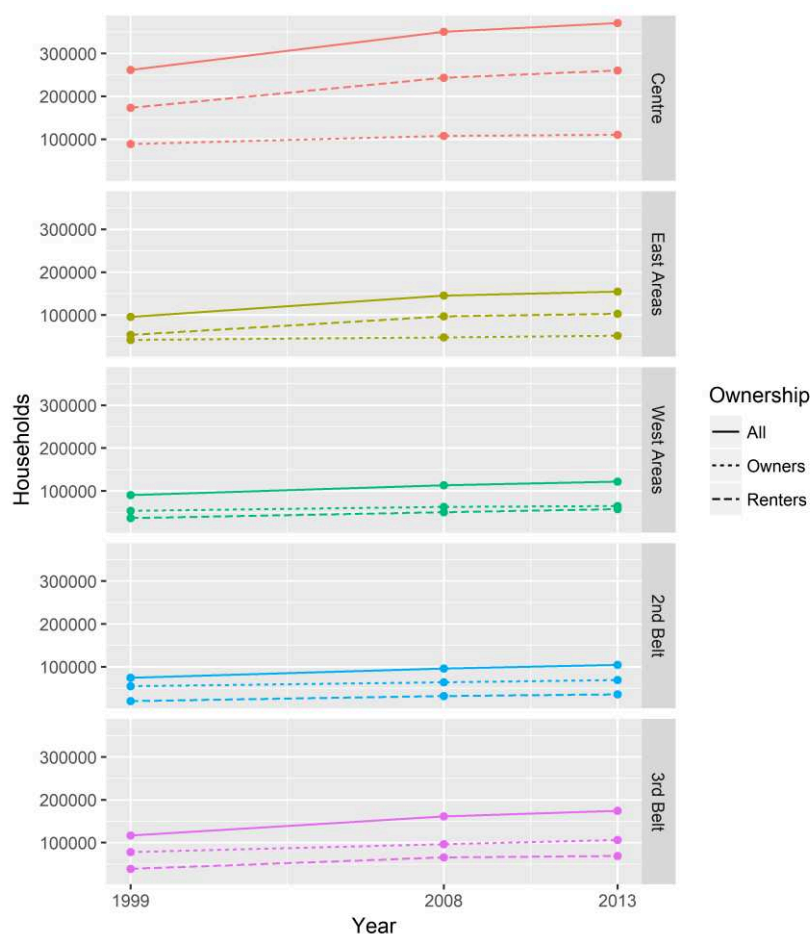 300000
200000
100000
Centre
300000
200000
100000
East Areas
300000
200000
100000
West Areas
300000
200000
100000
2nd Belt
300000
200000
100000
3rd Belt
1999
2008
2013
Households
Year
Ownership
All
Owners
Renters